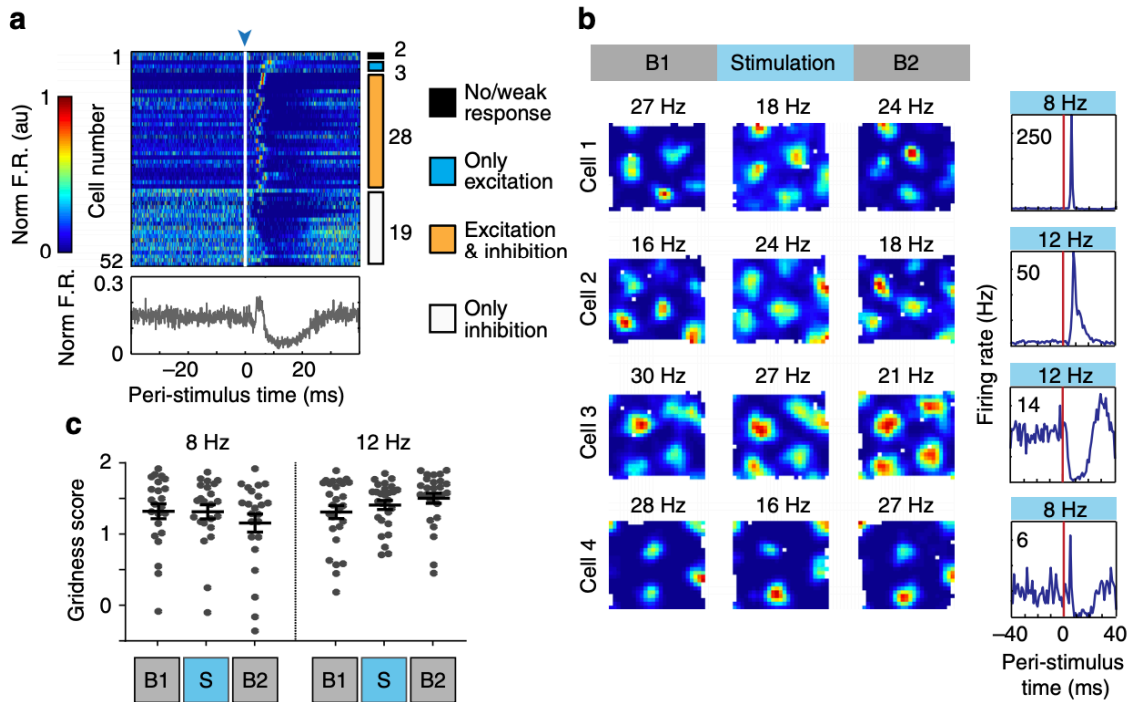 a
1
2
3
28
19
52
Norm F.R. (au)
1
0
Cell number
No/weak
response
Only
excitation
Excitation
& inhibition
Only
inhibition
Norm F.R.
0.3
0
−20
0
20
Peri-stimulus time (ms)
b
B1
Stimulation
B2
27 Hz
18 Hz
24 Hz
8 Hz
Cell 1
250
16 Hz
24 Hz
18 Hz
12 Hz
Cell 2
50
30 Hz
27 Hz
21 Hz
12 Hz
Cell 3
14
28 Hz
16 Hz
27 Hz
8 Hz
Cell 4
6
Firing rate (Hz)
−40
0
40
Peri-stimulus
time (ms)
c
8 Hz
12 Hz
Gridness score
2
1
0
B1
S
B2
B1
S
B2